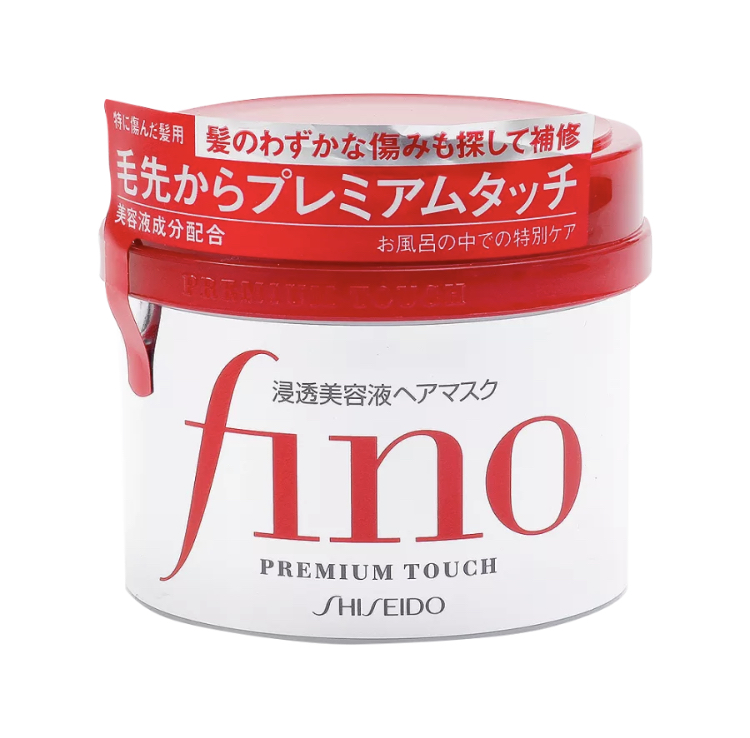 特に傷んだ髪用
髪のわずかな傷みも探して補修
毛先からプレミアムタッチ
美容液成分配合
お風呂の中での特別ケア
PREMIUM TOUCH
浸透美容液ヘアマスク
fino
PREMIUM TOUCH
SHISEIDO